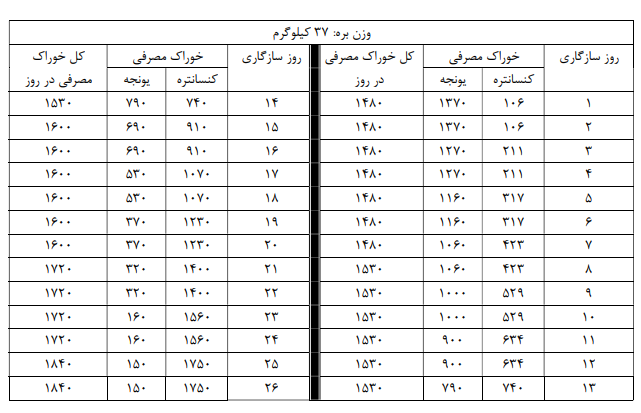 وزن بره: ۳۷ کیلوگرم
روز سازگاری خوراک مصرفی کل خوراک مصرفی روز سازگاری خوراک مصرفی کل خوراک
کنسانتره یونجه در روز کنسانتره یونجه مصرفی در روز
۱ ۱۰۶ ۱۳۷۰ ۱۴۸۰ ۱۴ ۷۴۰ ۷۹۰ ۱۵۳۰
۲ ۱۰۶ ۱۳۷۰ ۱۴۸۰ ۱۵ ۹۱۰ ۶۹۰ ۱۶۰۰
۳ ۲۱۱ ۱۲۷۰ ۱۴۸۰ ۱۶ ۹۱۰ ۶۹۰ ۱۶۰۰
۴ ۲۱۱ ۱۲۷۰ ۱۴۸۰ ۱۷ ۱۰۷۰ ۵۳۰ ۱۶۰۰
۵ ۳۱۷ ۱۱۶۰ ۱۴۸۰ ۱۸ ۱۰۷۰ ۵۳۰ ۱۶۰۰
۶ ۳۱۷ ۱۱۶۰ ۱۴۸۰ ۱۹ ۱۲۳۰ ۳۷۰ ۱۶۰۰
۷ ۴۲۳ ۱۰۶۰ ۱۴۸۰ ۲۰ ۱۲۳۰ ۳۷۰ ۱۶۰۰
۸ ۴۲۳ ۱۰۶۰ ۱۵۳۰ ۲۱ ۱۴۰۰ ۳۲۰ ۱۷۲۰
۹ ۵۲۹ ۱۰۰۰ ۱۵۳۰ ۲۲ ۱۴۰۰ ۳۲۰ ۱۷۲۰
۱۰ ۵۲۹ ۱۰۰۰ ۱۵۳۰ ۲۳ ۱۵۶۰ ۱۶۰ ۱۷۲۰
۱۱ ۶۳۴ ۹۰۰ ۱۵۳۰ ۲۴ ۱۵۶۰ ۱۶۰ ۱۷۲۰
۱۲ ۶۳۴ ۹۰۰ ۱۵۳۰ ۲۵ ۱۷۵۰ ۱۵۰ ۱۸۴۰
۱۳ ۷۴۰ ۷۹۰ ۱۵۳۰ ۲۶ ۱۷۵۰ ۱۵۰ ۱۸۴۰